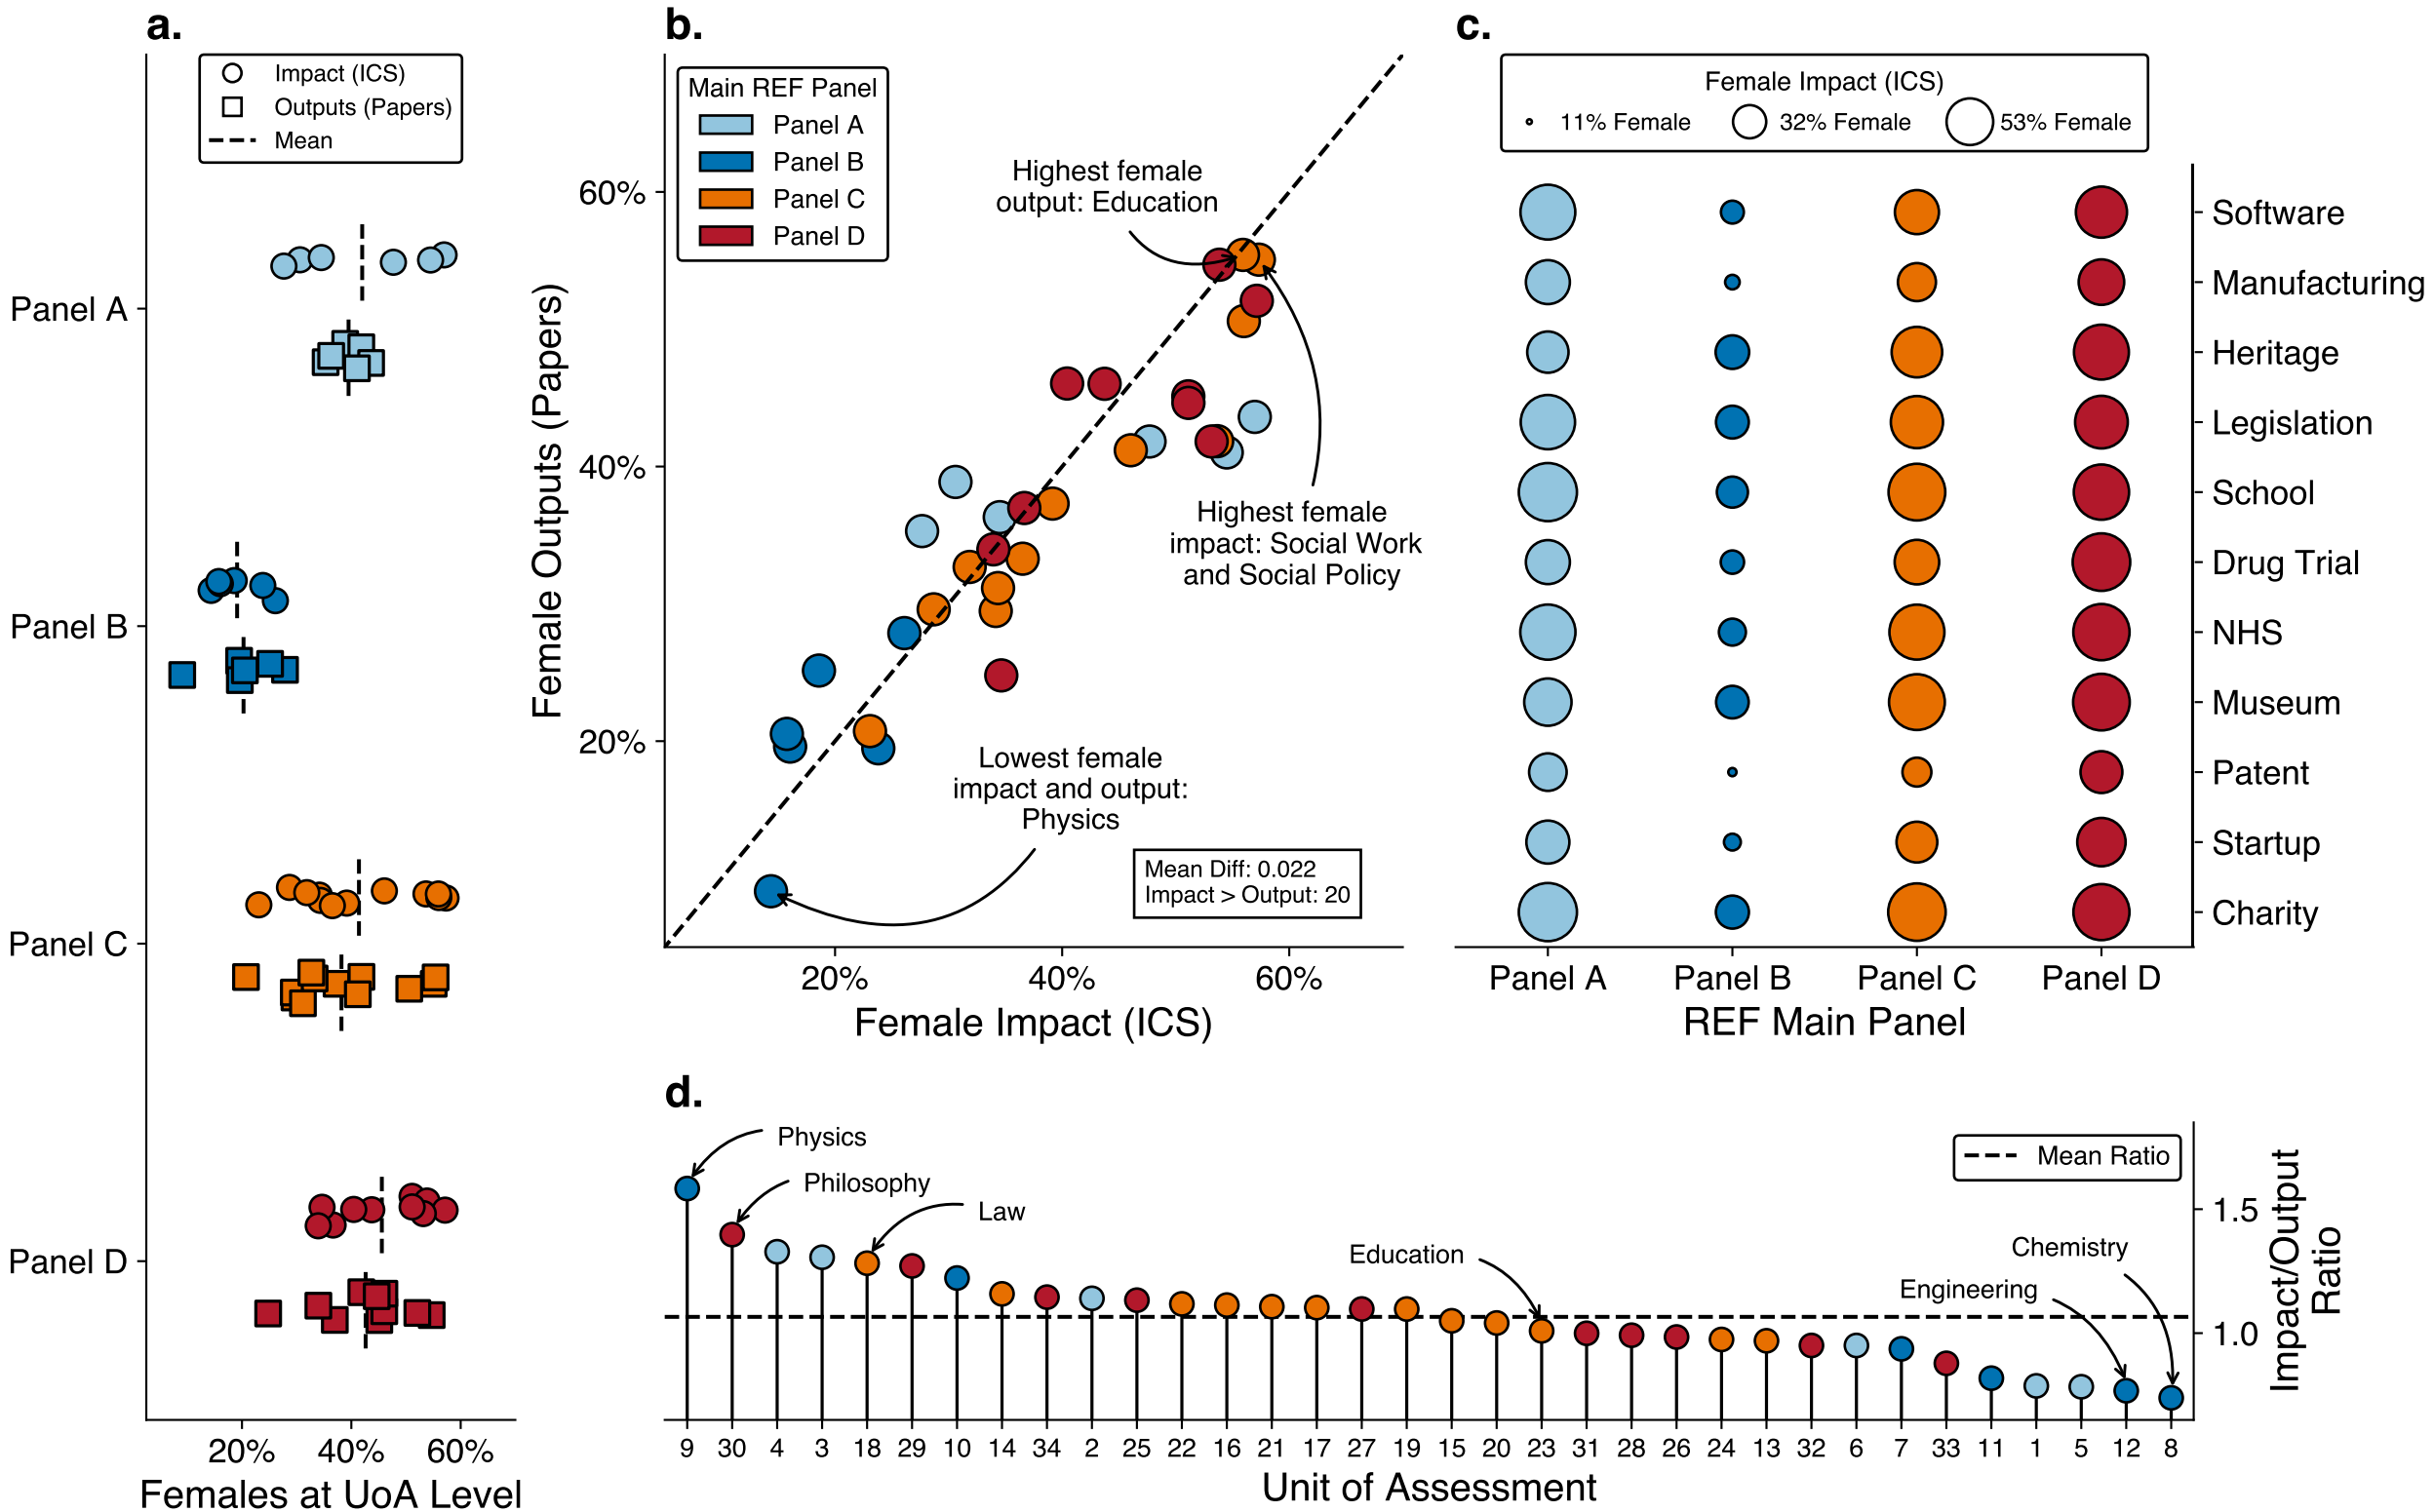 a.
Impact (ICS)
Outputs (Papers)
Mean
Panel A
Panel B
Panel C
Panel D
20%
40%
60%
Females at UoA Level
b.
Main REF Panel
Panel A
Panel B
Panel C
Panel D
Highest female
output: Education
Highest female
impact: Social Work
and Social Policy
Lowest female
impact and output:
Physics
Mean Diff: 0.022
Impact > Output: 20
60%
40%
20%
Female Outputs (Papers)
20%
40%
60%
Female Impact (ICS)
c.
Female Impact (ICS)
11% Female
32% Female
53% Female
Software
Manufacturing
Heritage
Legislation
School
Drug Trial
NHS
Museum
Patent
Startup
Charity
Panel A
Panel B
Panel C
Panel D
REF Main Panel
d.
Physics
Philosophy
Law
Education
Engineering
Chemistry
Mean Ratio
1.5
1.0
Impact/Output
Ratio
9 30 4 3 18 29 10 14 34 2 25 22 16 21 17 27 19 15 20 23 31 28 26 24 13 32 6 7 33 11 1 5 12 8
Unit of Assessment